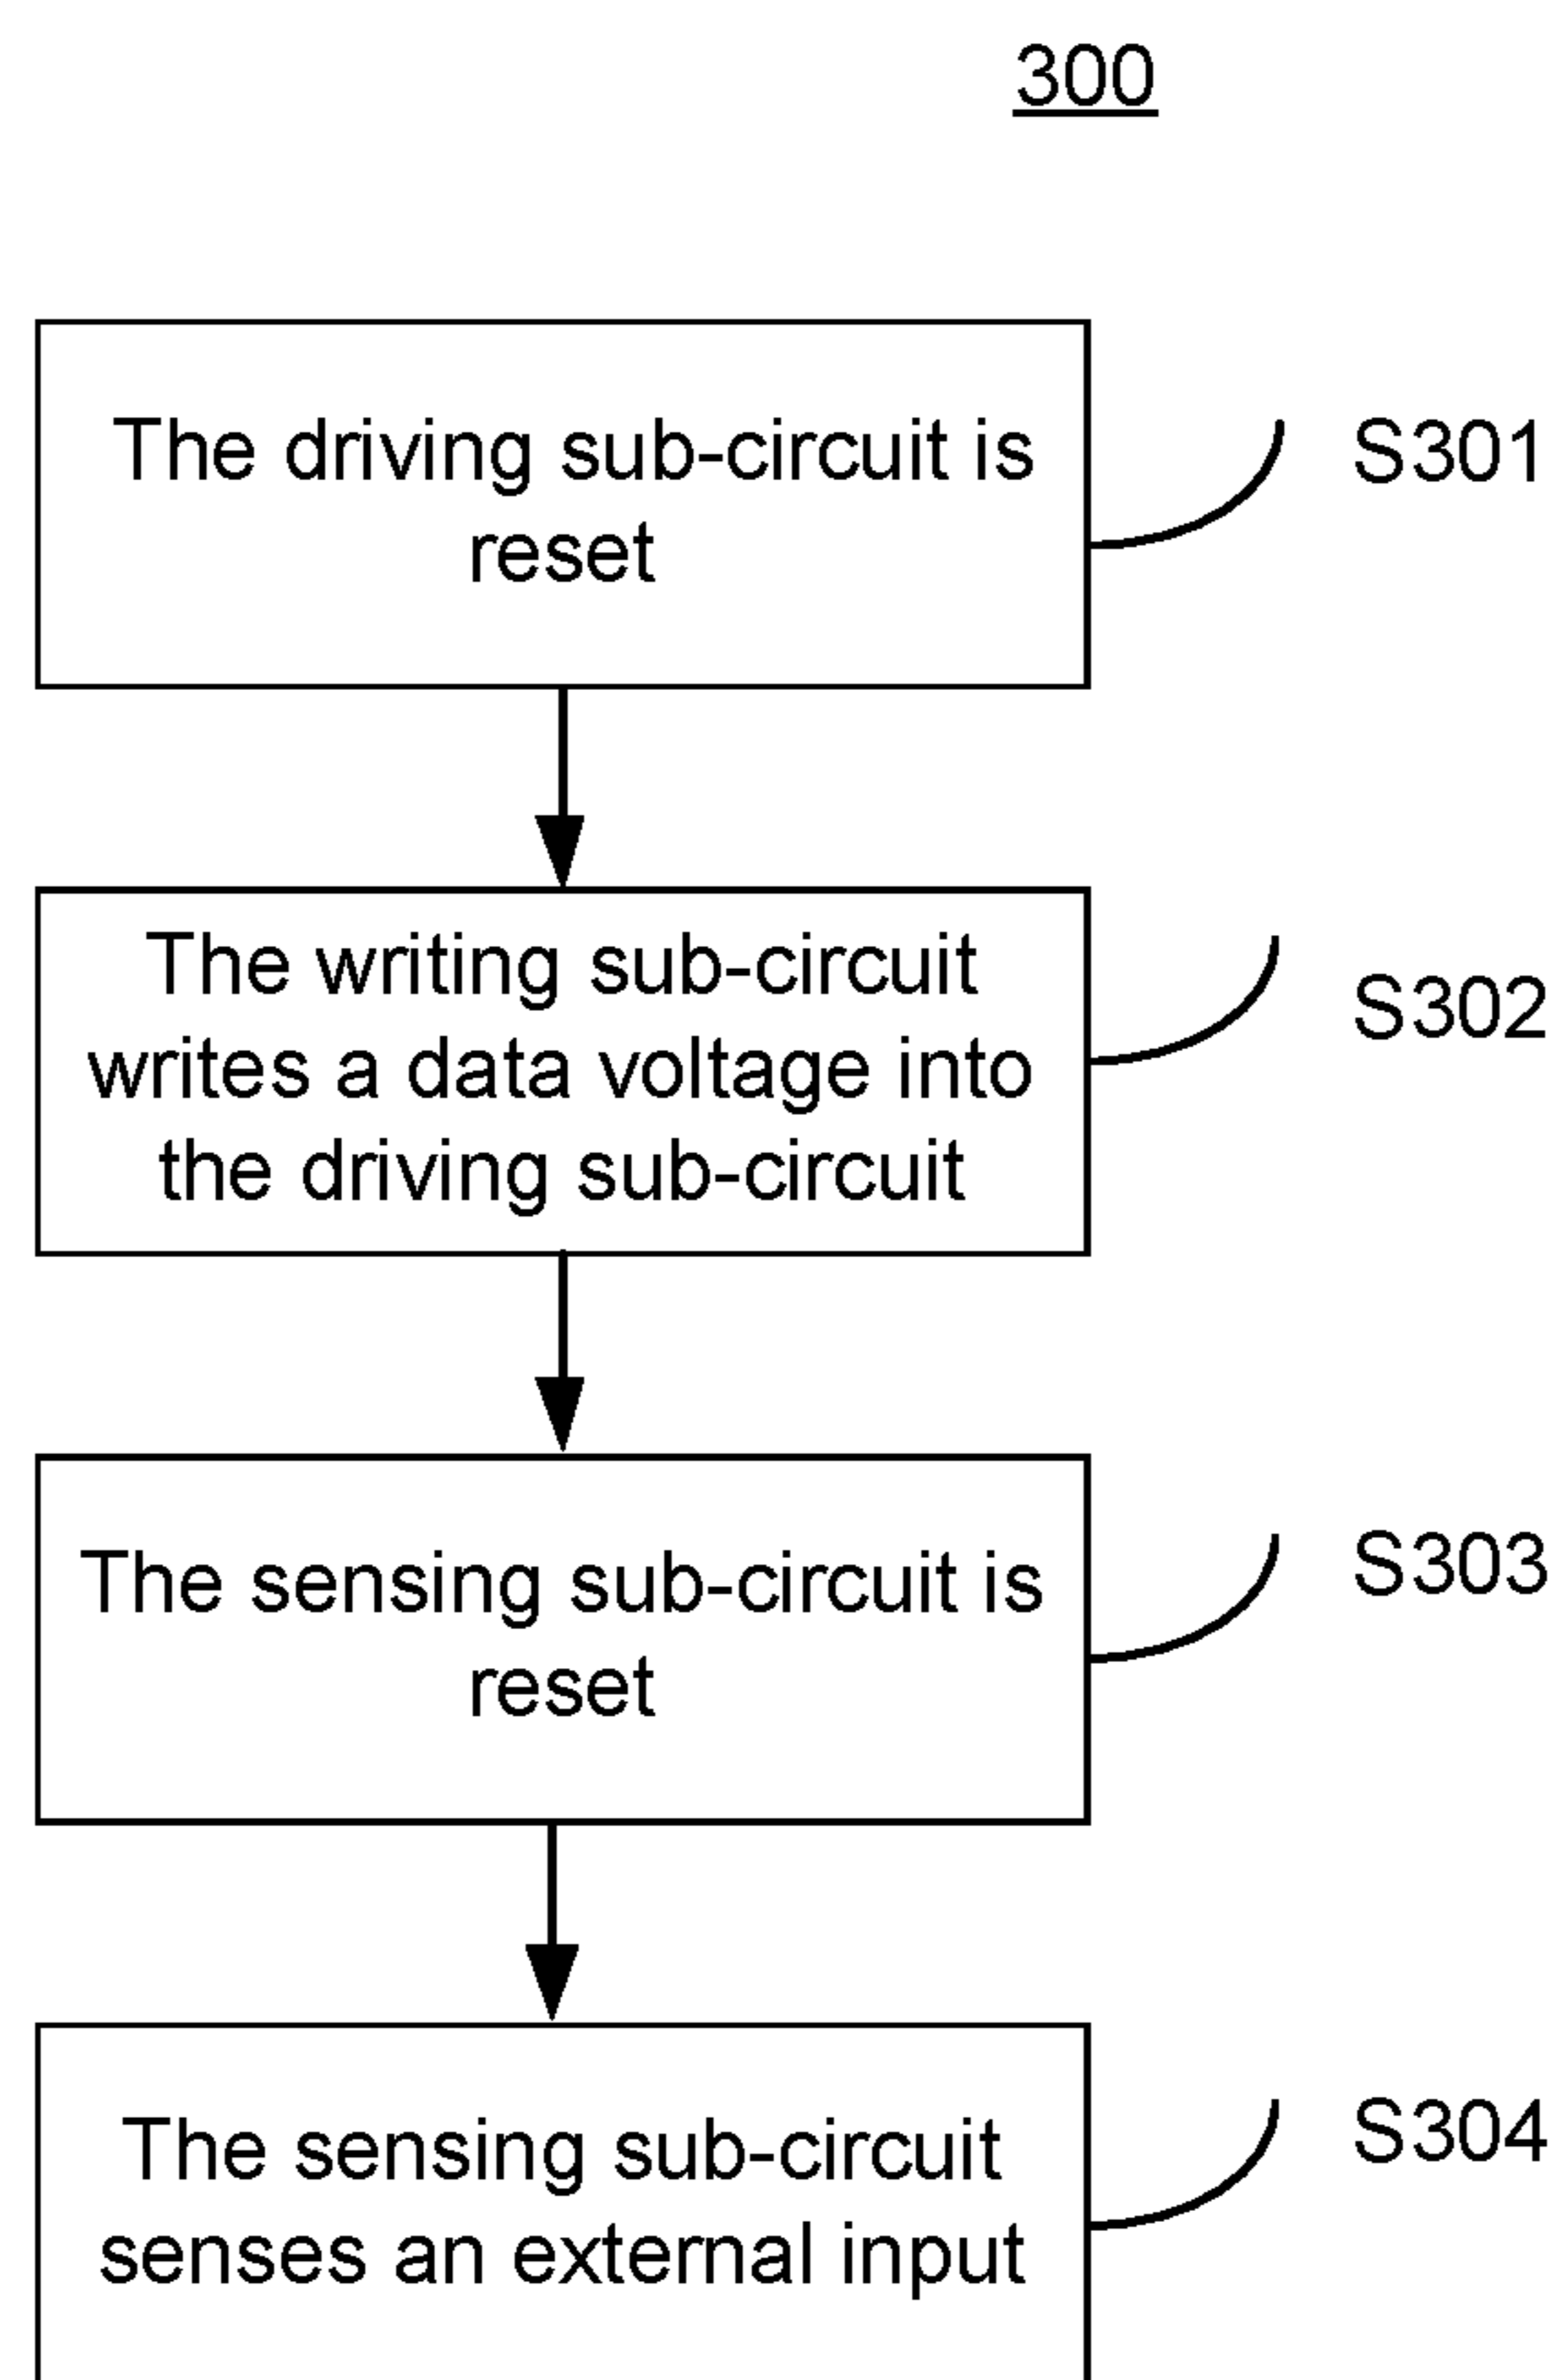 300
The driving sub-circuit is
reset
S301
The writing sub-circuit
writes a data voltage into
the driving sub-circuit
S302
The sensing sub-circuit is
reset
S303
The sensing sub-circuit
senses an external input
S304